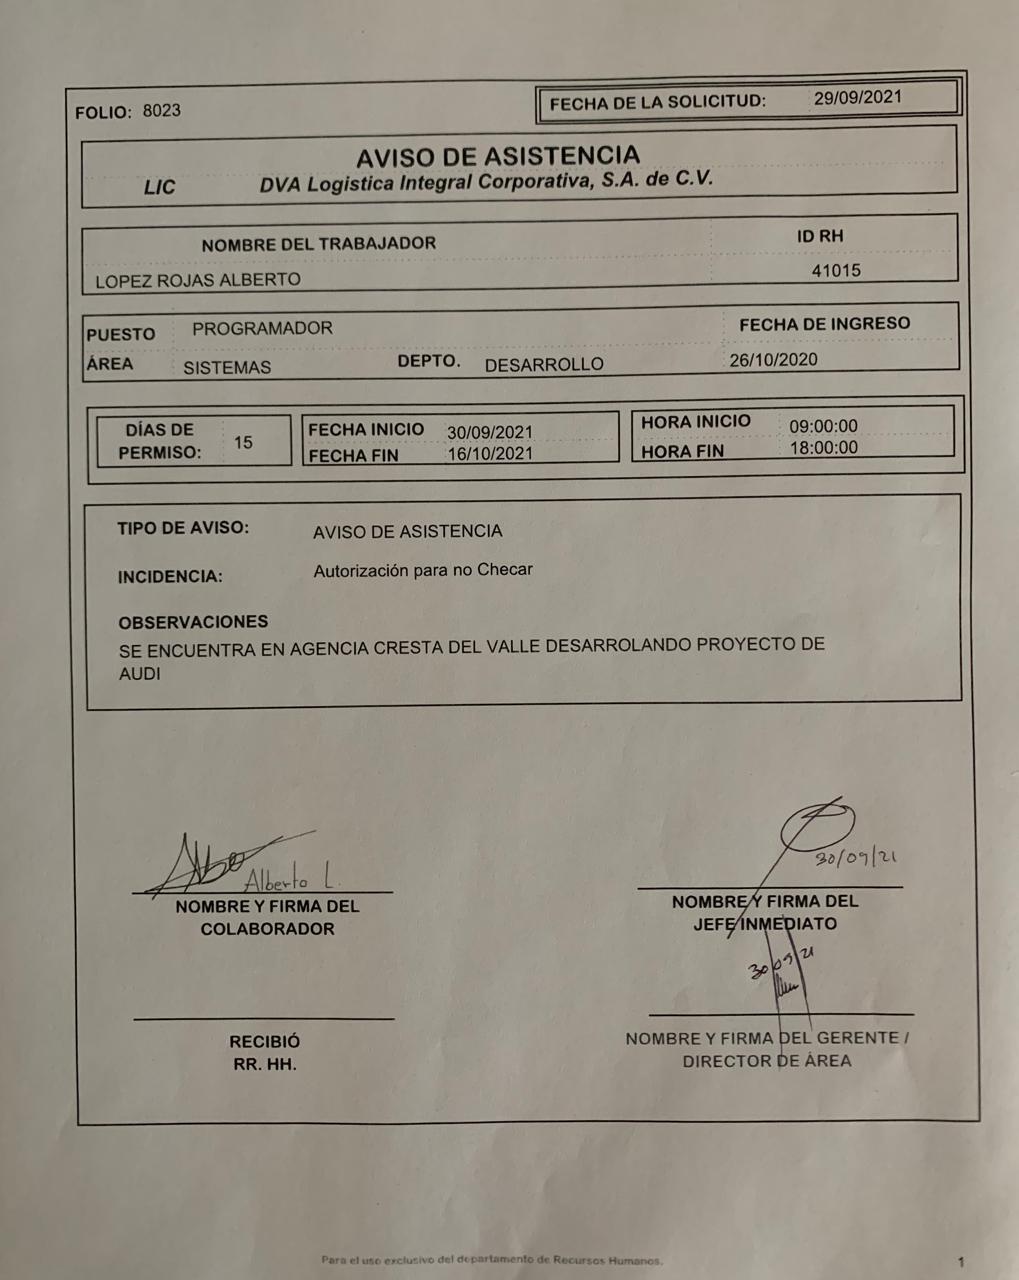 FOLIO: 8023
FECHA DE LA SOLICITUD: 29/09/2021
AVISO DE ASISTENCIA
LIC DVA Logistica Integral Corporativa, S.A. de C.V.
NOMBRE DEL TRABAJADOR ID RH
LOPEZ ROJAS ALBERTO 41015
PUESTO PROGRAMADOR FECHA DE INGRESO
ÁREA SISTEMAS DEPTO. DESARROLLO 26/10/2020
DÍAS DE PERMISO: 15
FECHA INICIO 30/09/2021
FECHA FIN 16/10/2021
HORA INICIO 09:00:00
HORA FIN 18:00:00
TIPO DE AVISO: AVISO DE ASISTENCIA
INCIDENCIA: Autorización para no Checar
OBSERVACIONES
SE ENCUENTRA EN AGENCIA CRESTA DEL VALLE DESARROLANDO PROYECTO DE
AUDI
Alberto L.
NOMBRE Y FIRMA DEL
COLABORADOR
30/09/21
NOMBRE Y FIRMA DEL
JEFE INMEDIATO
30/09/21
RECIBIÓ
RR. HH.
NOMBRE Y FIRMA DEL GERENTE /
DIRECTOR DE ÁREA
Para el uso exclusivo del departamento de Recursos Humanos.
1